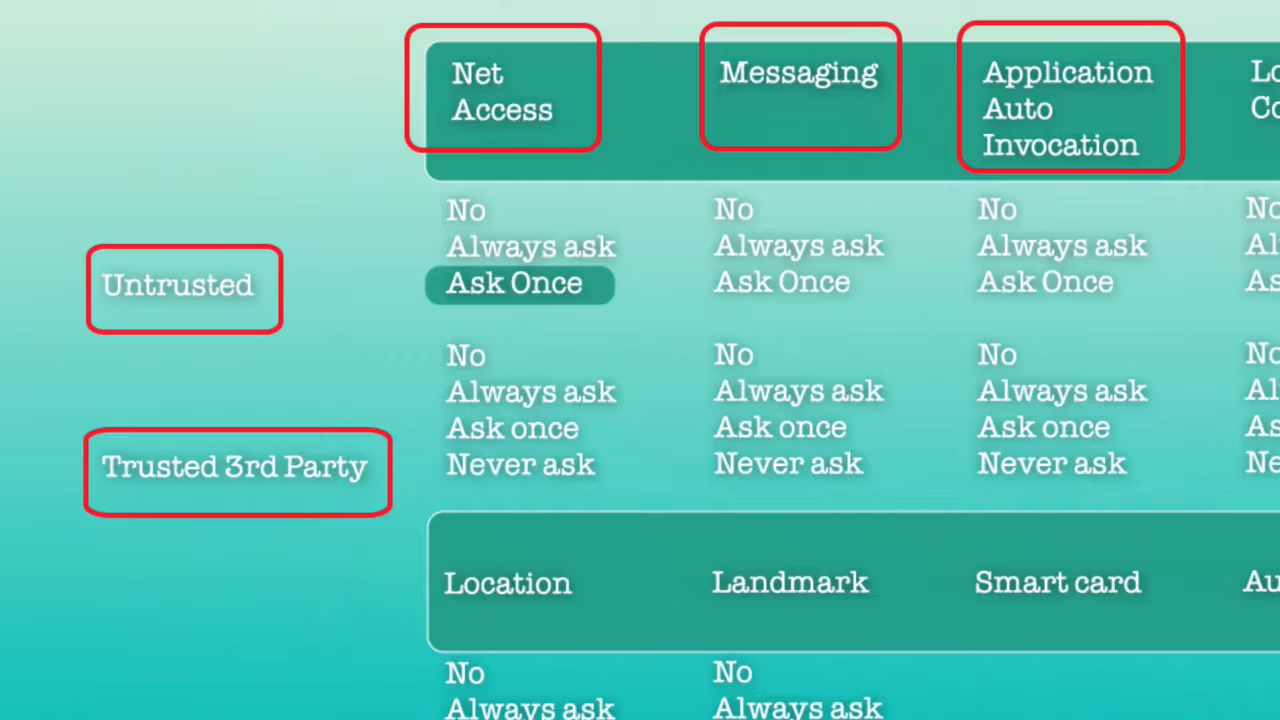 Net
Access
Messaging
Application
Auto
Invocation
Untrusted
No
Always ask
Ask Once
No
Always ask
Ask Once
No
Always ask
Ask Once
Trusted 3rd Party
No
Always ask
Ask once
Never ask
No
Always ask
Ask once
Never ask
No
Always ask
Ask once
Never ask
Location
Landmark
Smart card
No
Always ask
No
Always ask